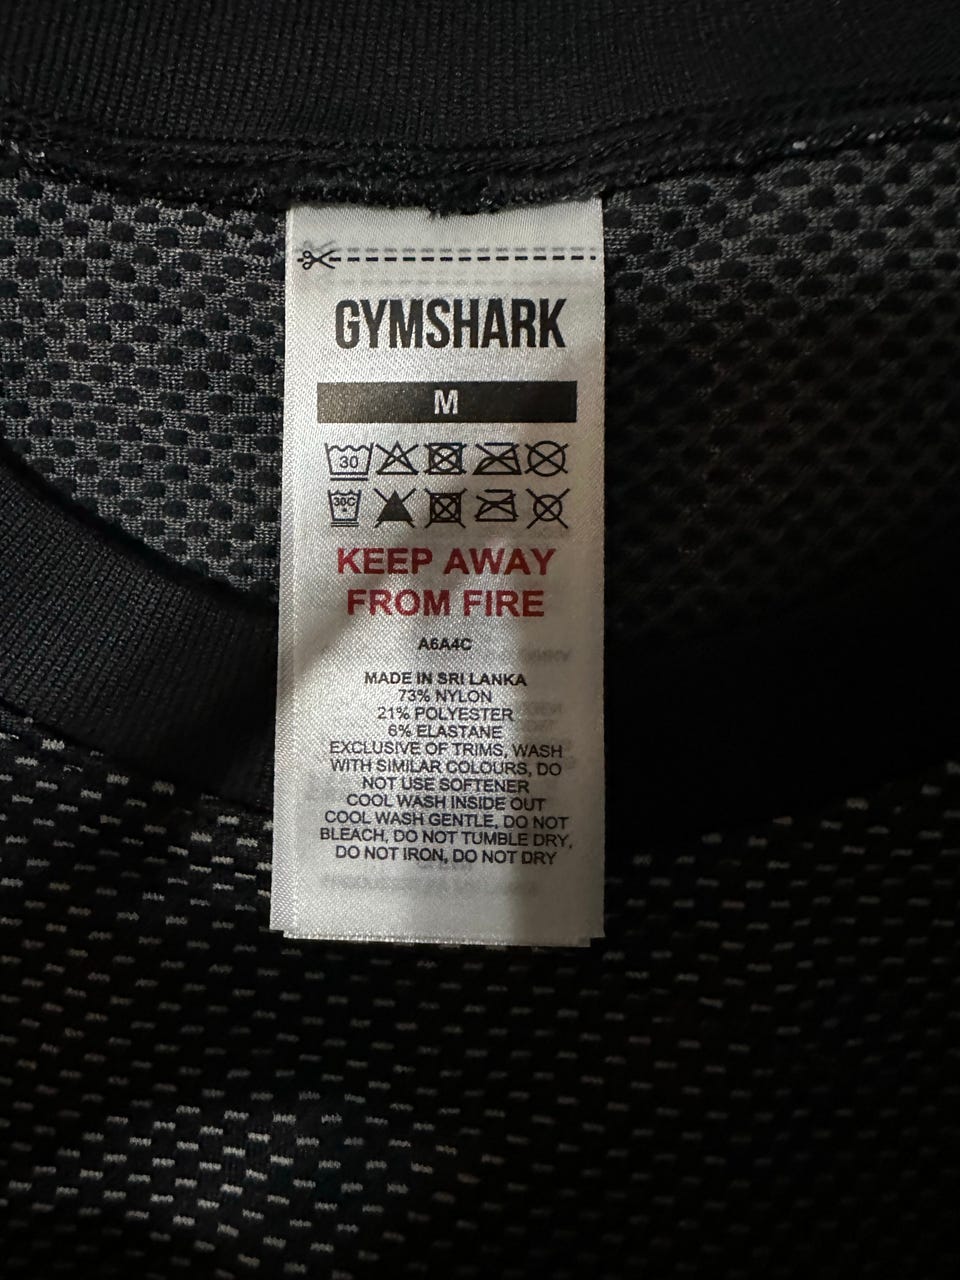 GYMSHARK
M
30
30C
KEEP AWAY
FROM FIRE
A6A4C
MADE IN SRI LANKA
73% NYLON
21% POLYESTER
6% ELASTANE
EXCLUSIVE OF TRIMS, WASH
WITH SIMILAR COLOURS, DO
NOT USE SOFTENER
COOL WASH INSIDE OUT
COOL WASH GENTLE, DO NOT
BLEACH, DO NOT TUMBLE DRY,
DO NOT IRON, DO NOT DRY